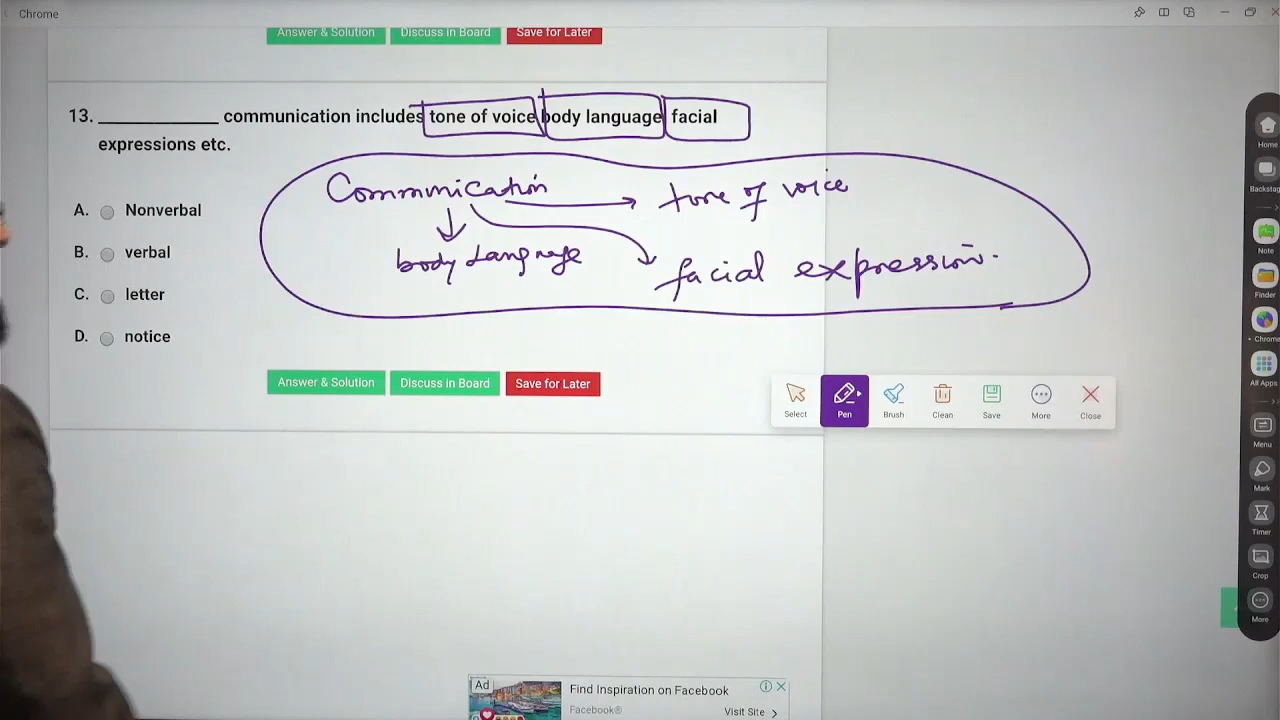 Chrome
Answer & Solution Discuss in Board Save for Later
13. ____________ communication includes tone of voice body language facial
expressions etc.
Communication → tone of voice
body Language
facial expression.
A. Nonverbal
B. verbal
C. letter
D. notice
Answer & Solution Discuss in Board Save for Later
Select Pen Brush Clean Save More Close
Ad
Find Inspiration on Facebook
Facebook®
Visit Site
Home
Backstag
Note
Finder
Chrome
All Apps
Menu
Mark
Timer
Crop
More